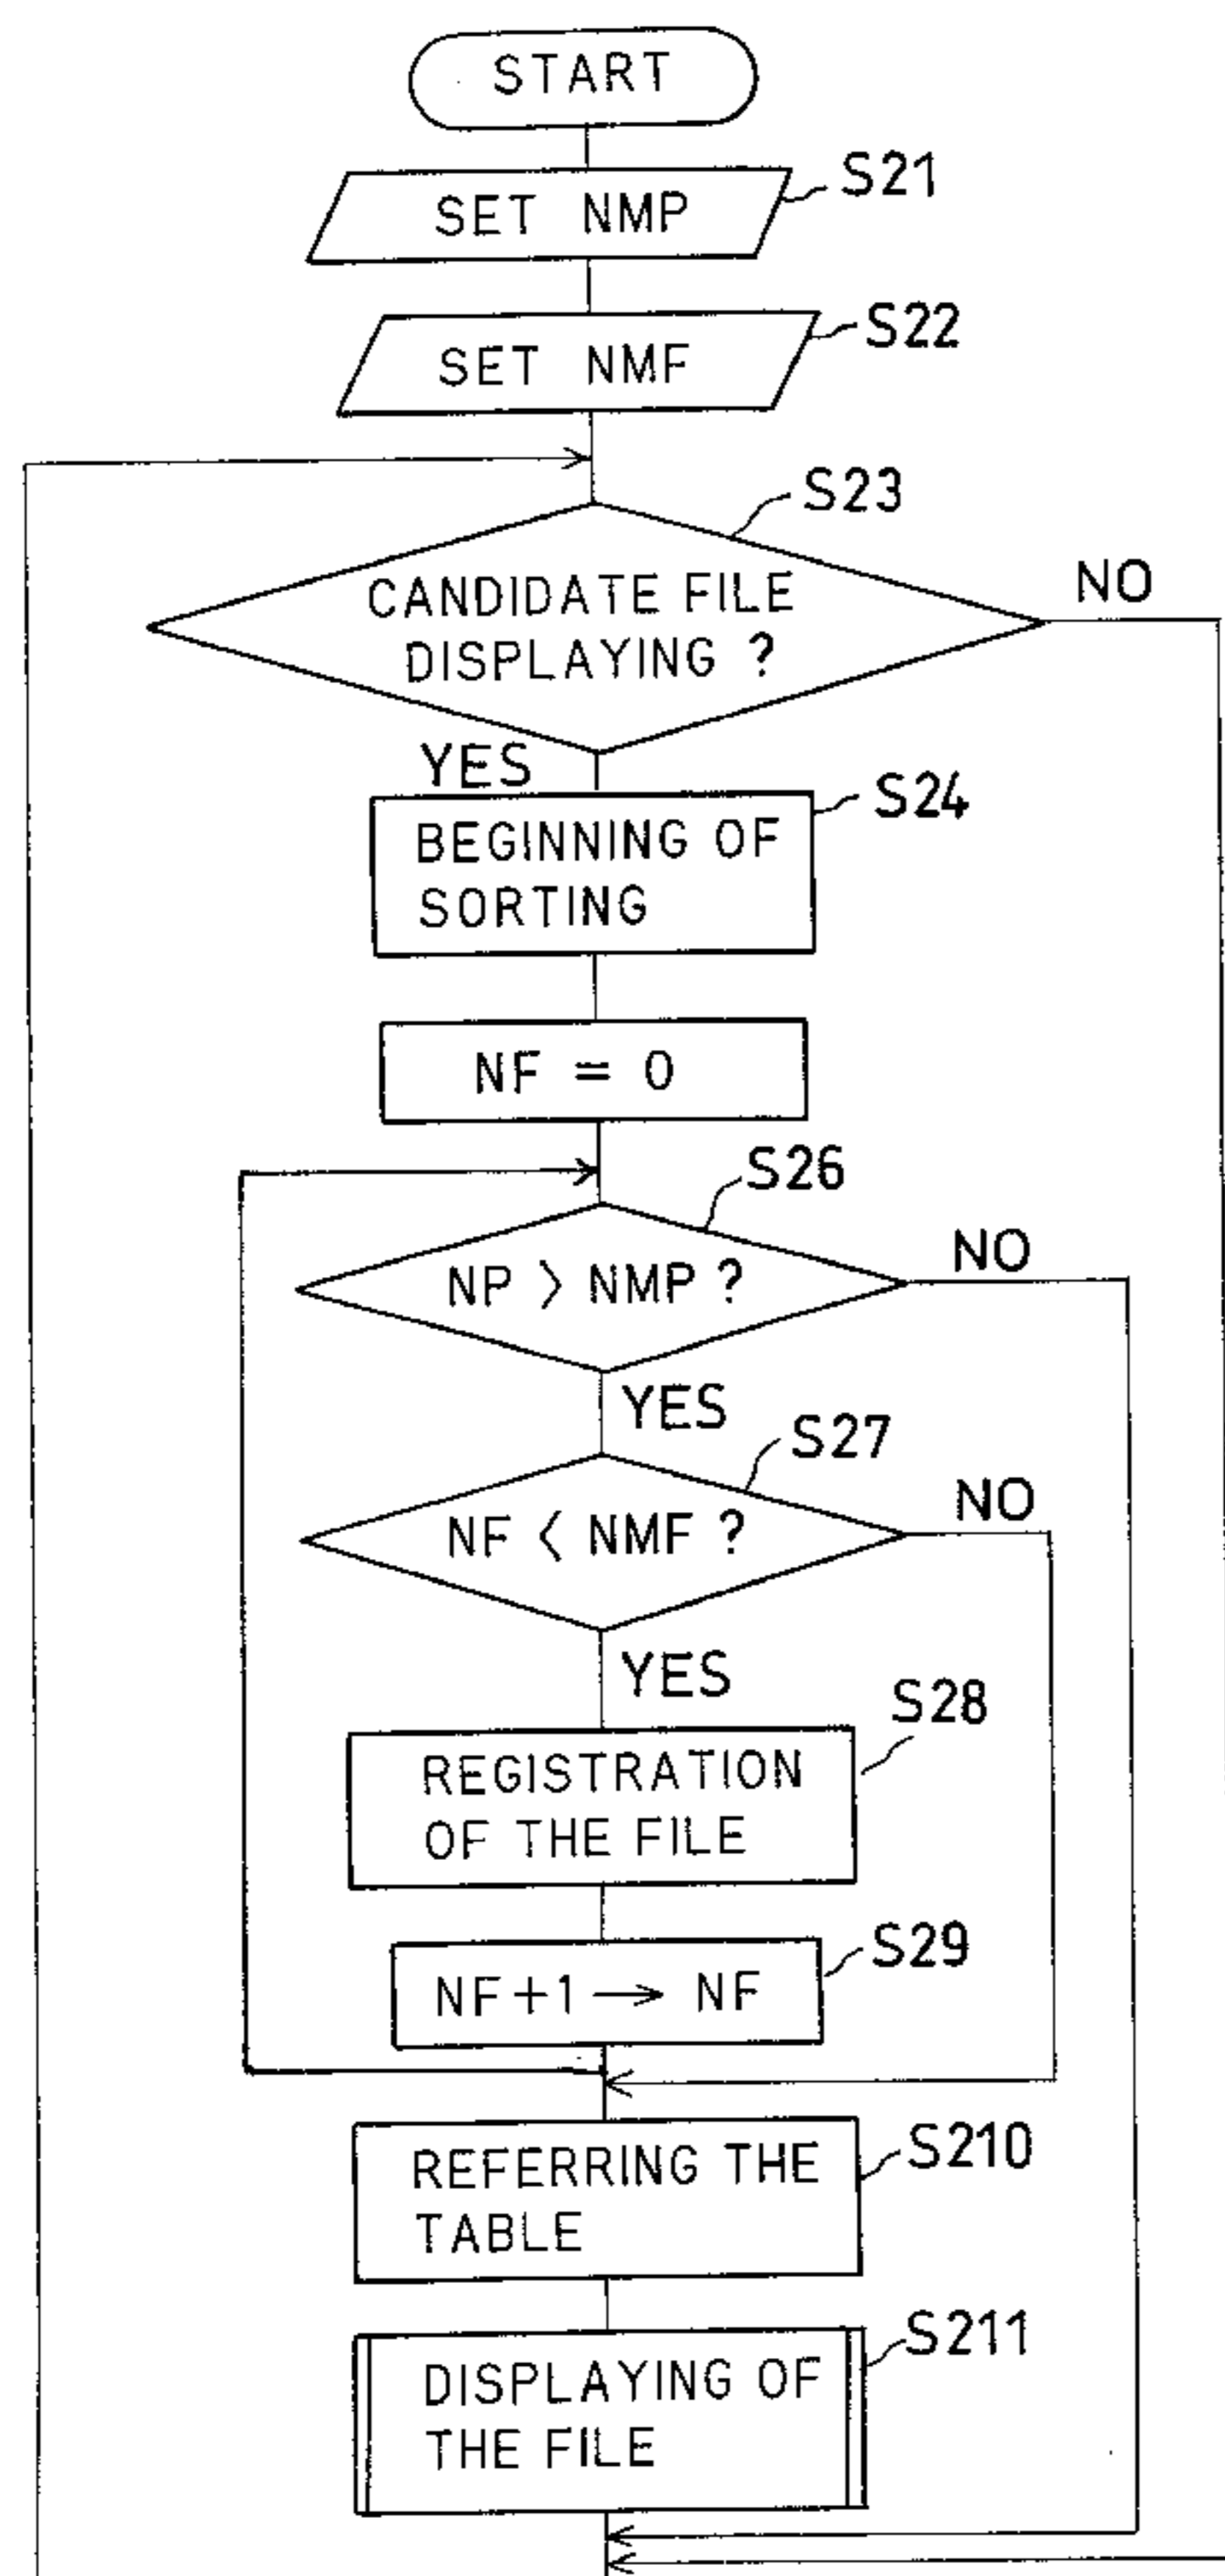 START
SET NMP
S21
SET NMF
S22
S23
CANDIDATE FILE
DISPLAYING ?
NO
YES
S24
BEGINNING OF
SORTING
NF = 0
S26
NP > NMP ?
NO
YES
S27
NF < NMF ?
NO
YES
S28
REGISTRATION
OF THE FILE
S29
NF+1 → NF
S210
REFERRING THE
TABLE
S211
DISPLAYING OF
THE FILE